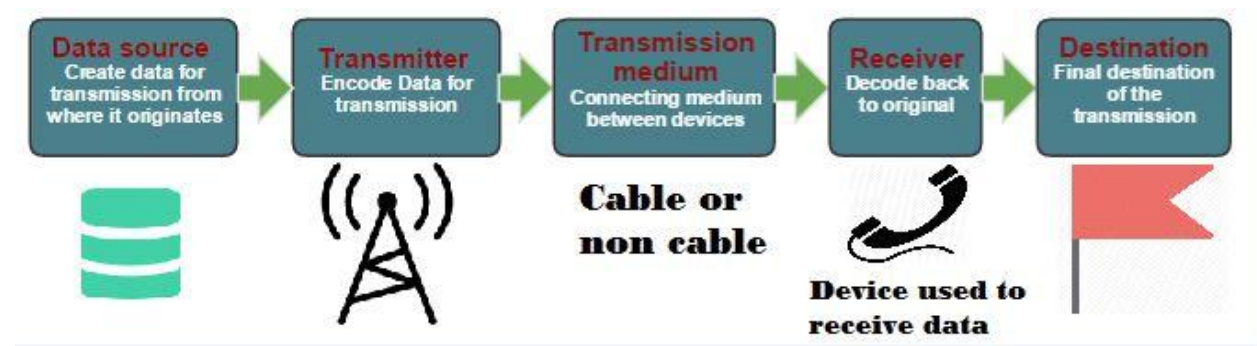 Data source
Create data for
transmission from
where it originates
Transmitter
Encode Data for
transmission
Transmission
medium
Connecting medium
between devices
Receiver
Decode back
to original
Destination
Final destination
of the
transmission
Cable or
non cable
Device used to
receive data